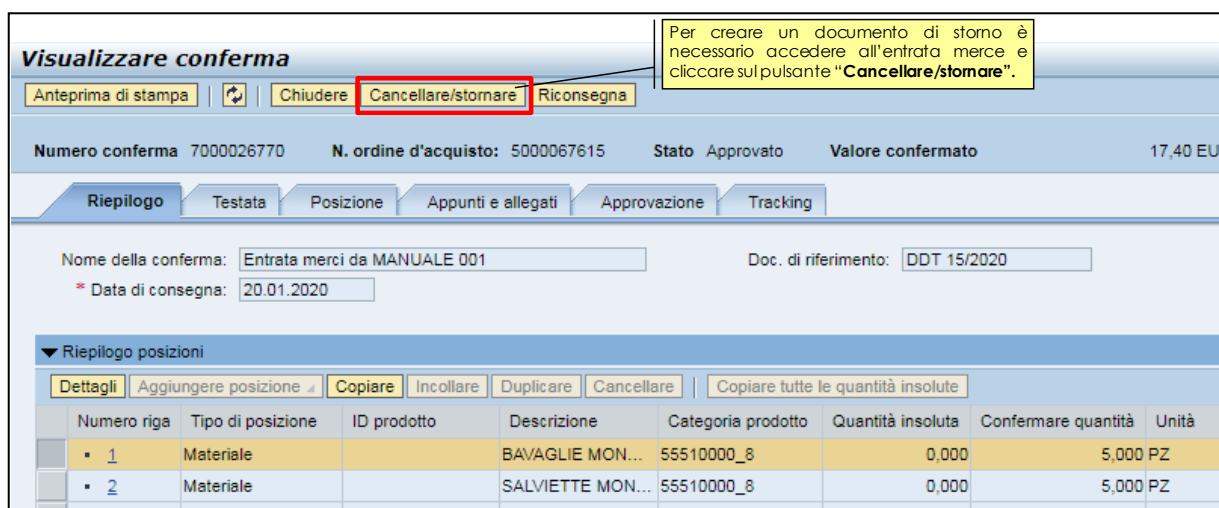 Per creare un documento di storno è
necessario accedere all'entrata merce e
cliccare sul pulsante "Cancellare/stornare".
Visualizzare conferma
Anteprima di stampa Chiudere Cancellare/stornare Riconsegna
Numero conferma 7000026770 N. ordine d'acquisto: 5000067615 Stato Approvato Valore confermato 17,40 EU
Riepilogo Testata Posizione Appunti e allegati Approvazione Tracking
Nome della conferma: Entrata merci da MANUALE 001 Doc. di riferimento: DDT 15/2020
* Data di consegna: 20.01.2020
Riepilogo posizioni
Dettagli Aggiungere posizione Copiare Incollare Duplicare Cancellare Copiare tutte le quantità insolute
Numero riga Tipo di posizione ID prodotto Descrizione Categoria prodotto Quantità insoluta Confermare quantità Unità
1 Materiale BAVAGLIE MON... 55510000_8 0,000 5,000 PZ
2 Materiale SALVIETTE MON... 55510000_8 0,000 5,000 PZ